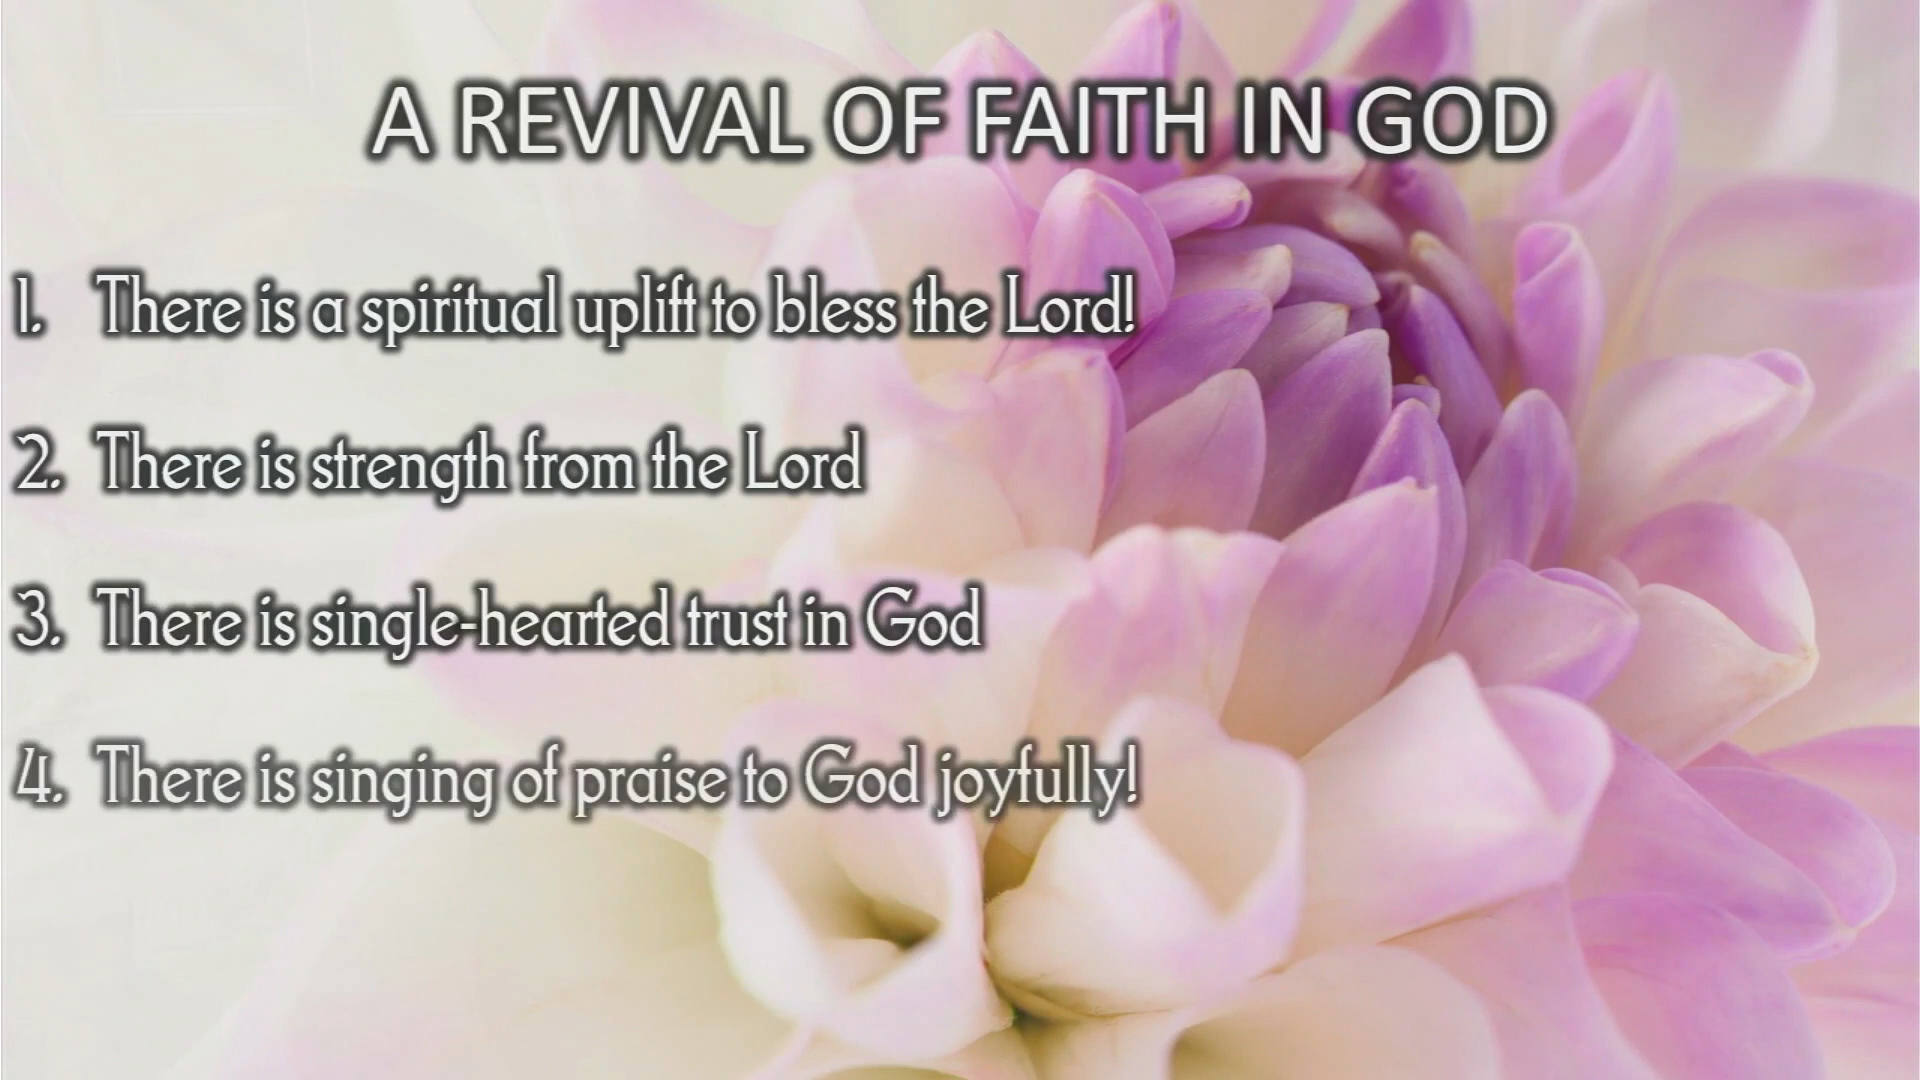 A REVIVAL OF FAITH IN GOD
1. There is a spiritual uplift to bless the Lord!
2. There is strength from the Lord
3. There is single-hearted trust in God
4. There is singing of praise to God joyfully!